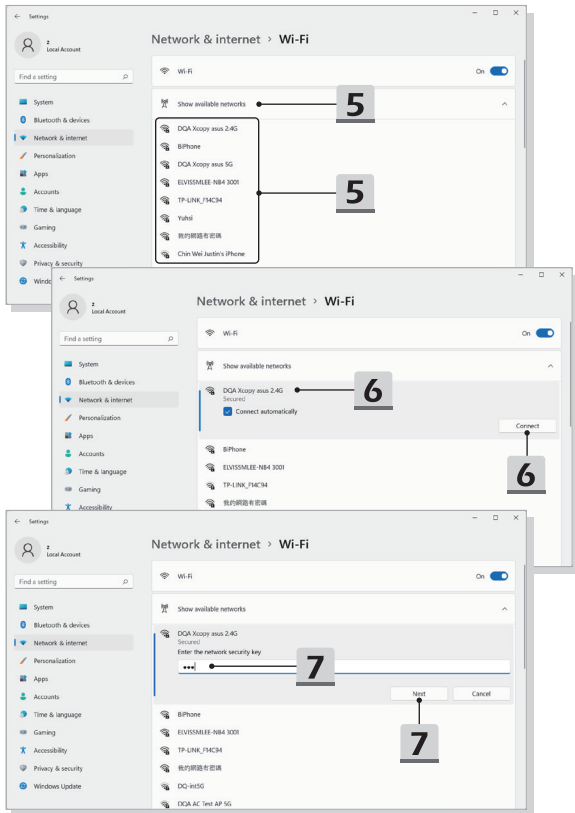 Settings
z
Local Account
Find a setting
System
Bluetooth & devices
Network & internet
Personalization
Apps
Accounts
Time & language
Gaming
Accessibility
Privacy & security
Windo
Network & internet > Wi-Fi
Wi-Fi
On
Show available networks
5
DQA Xcopy asus 2.4G
BiPhone
DQA Xcopy asus 5G
ELVISSMLEE-NB4 3001
5
TP-LINK_F14C94
Yuhsi
我的網路有密碼
Chin Wei Justin's iPhone
Settings
z
Local Account
Find a setting
System
Bluetooth & devices
Network & internet
Personalization
Apps
Accounts
Time & language
Gaming
Accessibility
Network & internet > Wi-Fi
Wi-Fi
On
Show available networks
DQA Xcopy asus 2.4G
6
Secured
Connect automatically
Connect
6
BiPhone
ELVISSMLEE-NB4 3001
TP-LINK_F14C94
我的網路有密碼
Settings
z
Local Account
Find a setting
System
Bluetooth & devices
Network & internet
Personalization
Apps
Accounts
Time & language
Gaming
Accessibility
Privacy & security
Windows Update
Network & internet > Wi-Fi
Wi-Fi
On
Show available networks
DQA Xcopy asus 2.4G
Secured
Enter the network security key
•••
7
Next
Cancel
7
BiPhone
ELVISSMLEE-NB4 3001
TP-LINK_F14C94
我的網路有密碼
DQ-int5G
DQA AC Test AP 5G